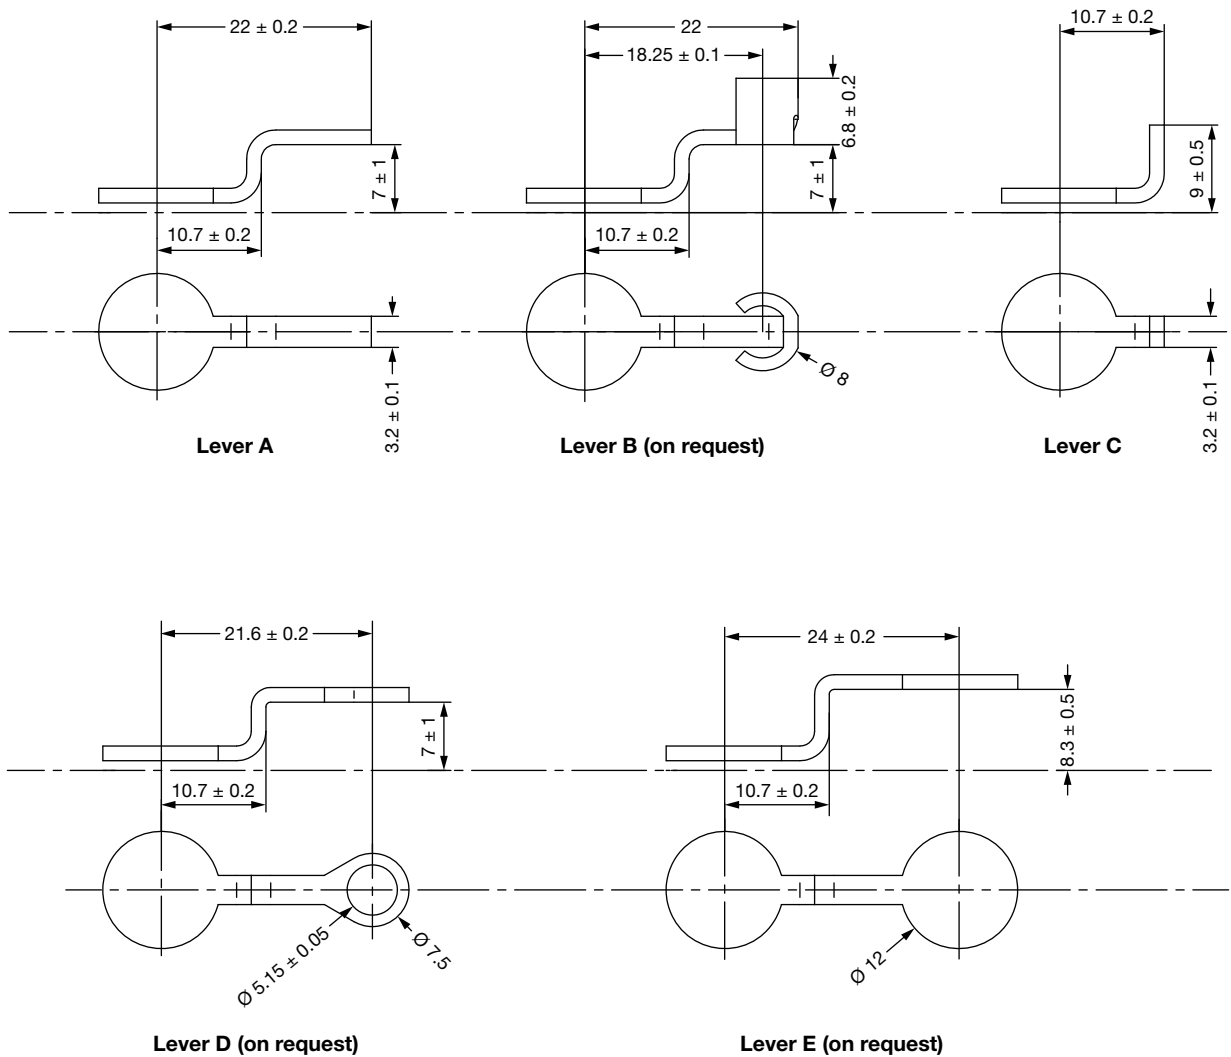 22 ± 0.2
7 ± 1
10.7 ± 0.2
3.2 ± 0.1
Lever A
22
18.25 ± 0.1
6.8 ± 0.2
7 ± 1
10.7 ± 0.2
Ø 8
Lever B (on request)
10.7 ± 0.2
9 ± 0.5
3.2 ± 0.1
Lever C
21.6 ± 0.2
7 ± 1
10.7 ± 0.2
Ø 5.15 ± 0.05
Ø 7.5
Lever D (on request)
24 ± 0.2
8.3 ± 0.5
10.7 ± 0.2
Ø 12
Lever E (on request)